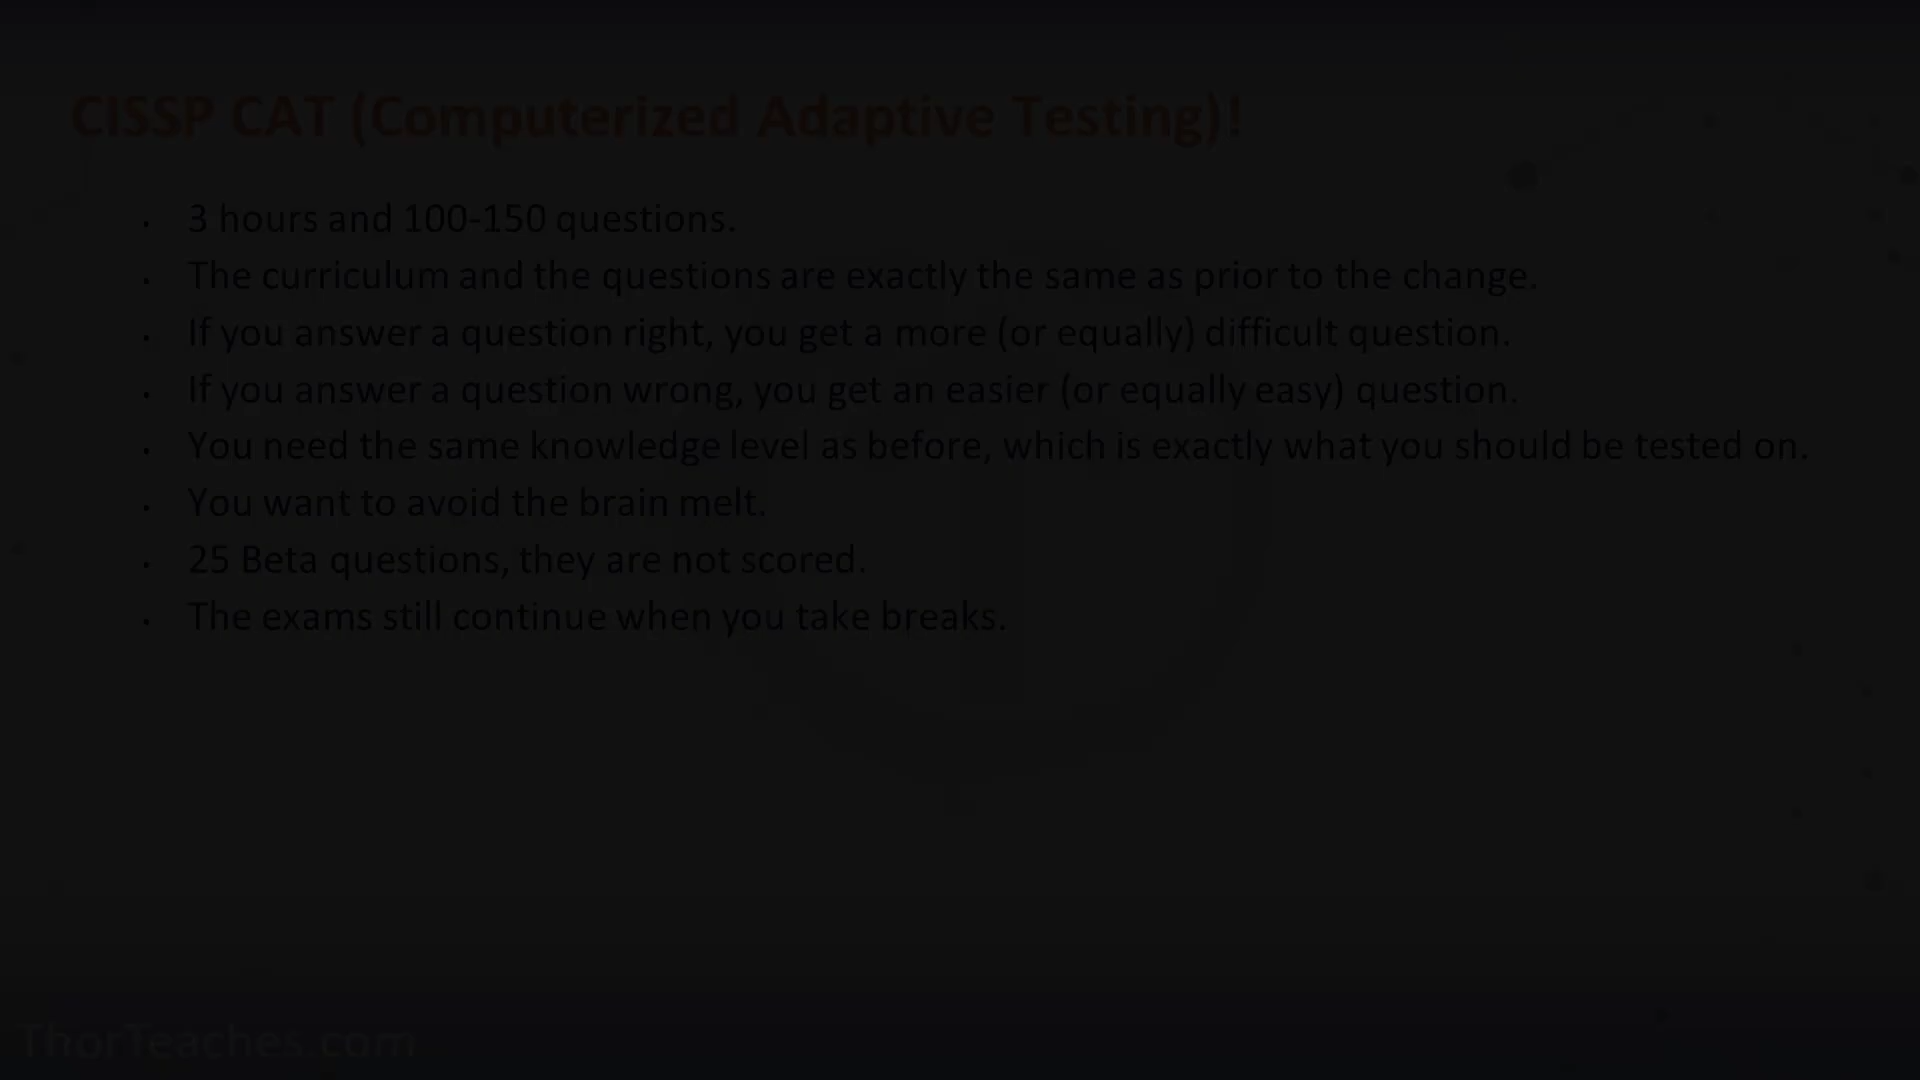 CISSP CAT (Computerized Adaptive Testing)!
• 3 hours and 100-150 questions.
• The curriculum and the questions are exactly the same as prior to the change.
• If you answer a question right, you get a more (or equally) difficult question.
• If you answer a question wrong, you get an easier (or equally easy) question.
• You need the same knowledge level as before, which is exactly what you should be tested on.
• You want to avoid the brain melt.
• 25 Beta questions, they are not scored.
• The exams still continue when you take breaks.
ThorTeaches.com